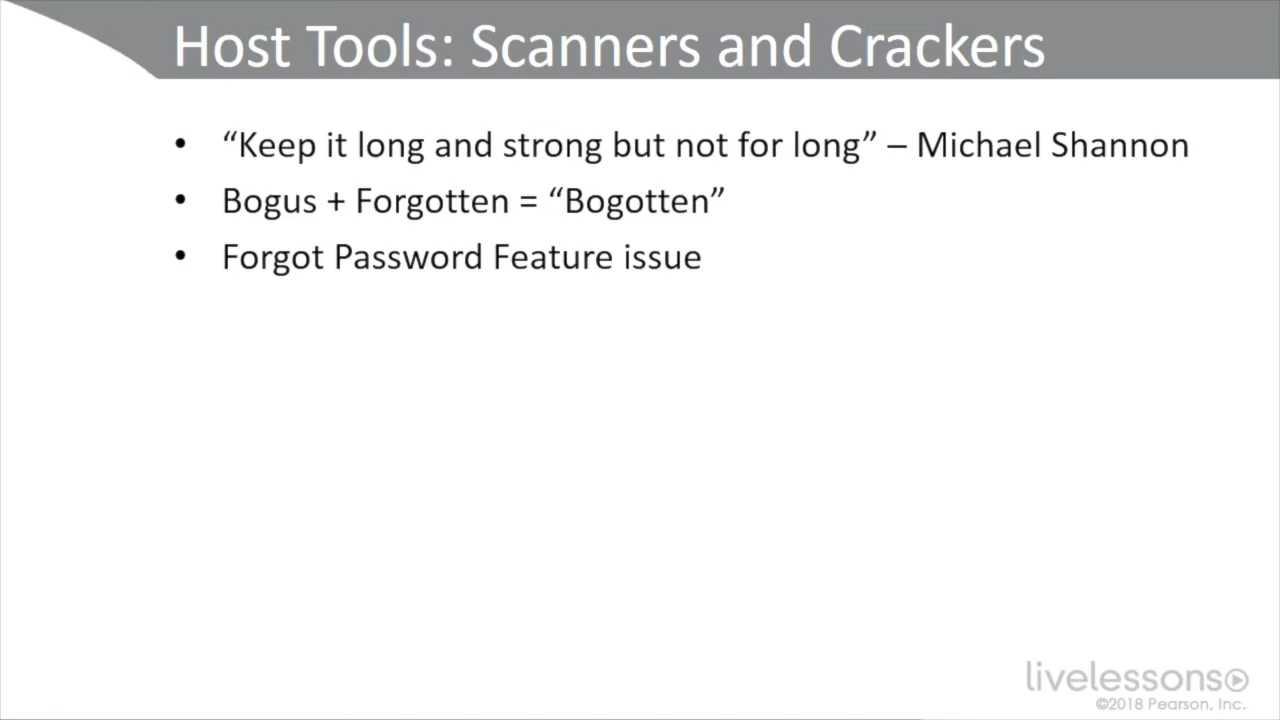 Host Tools: Scanners and Crackers
• “Keep it long and strong but not for long” – Michael Shannon
• Bogus + Forgotten = “Bogotten”
• Forgot Password Feature issue
livelessons
©2018 Pearson, Inc.